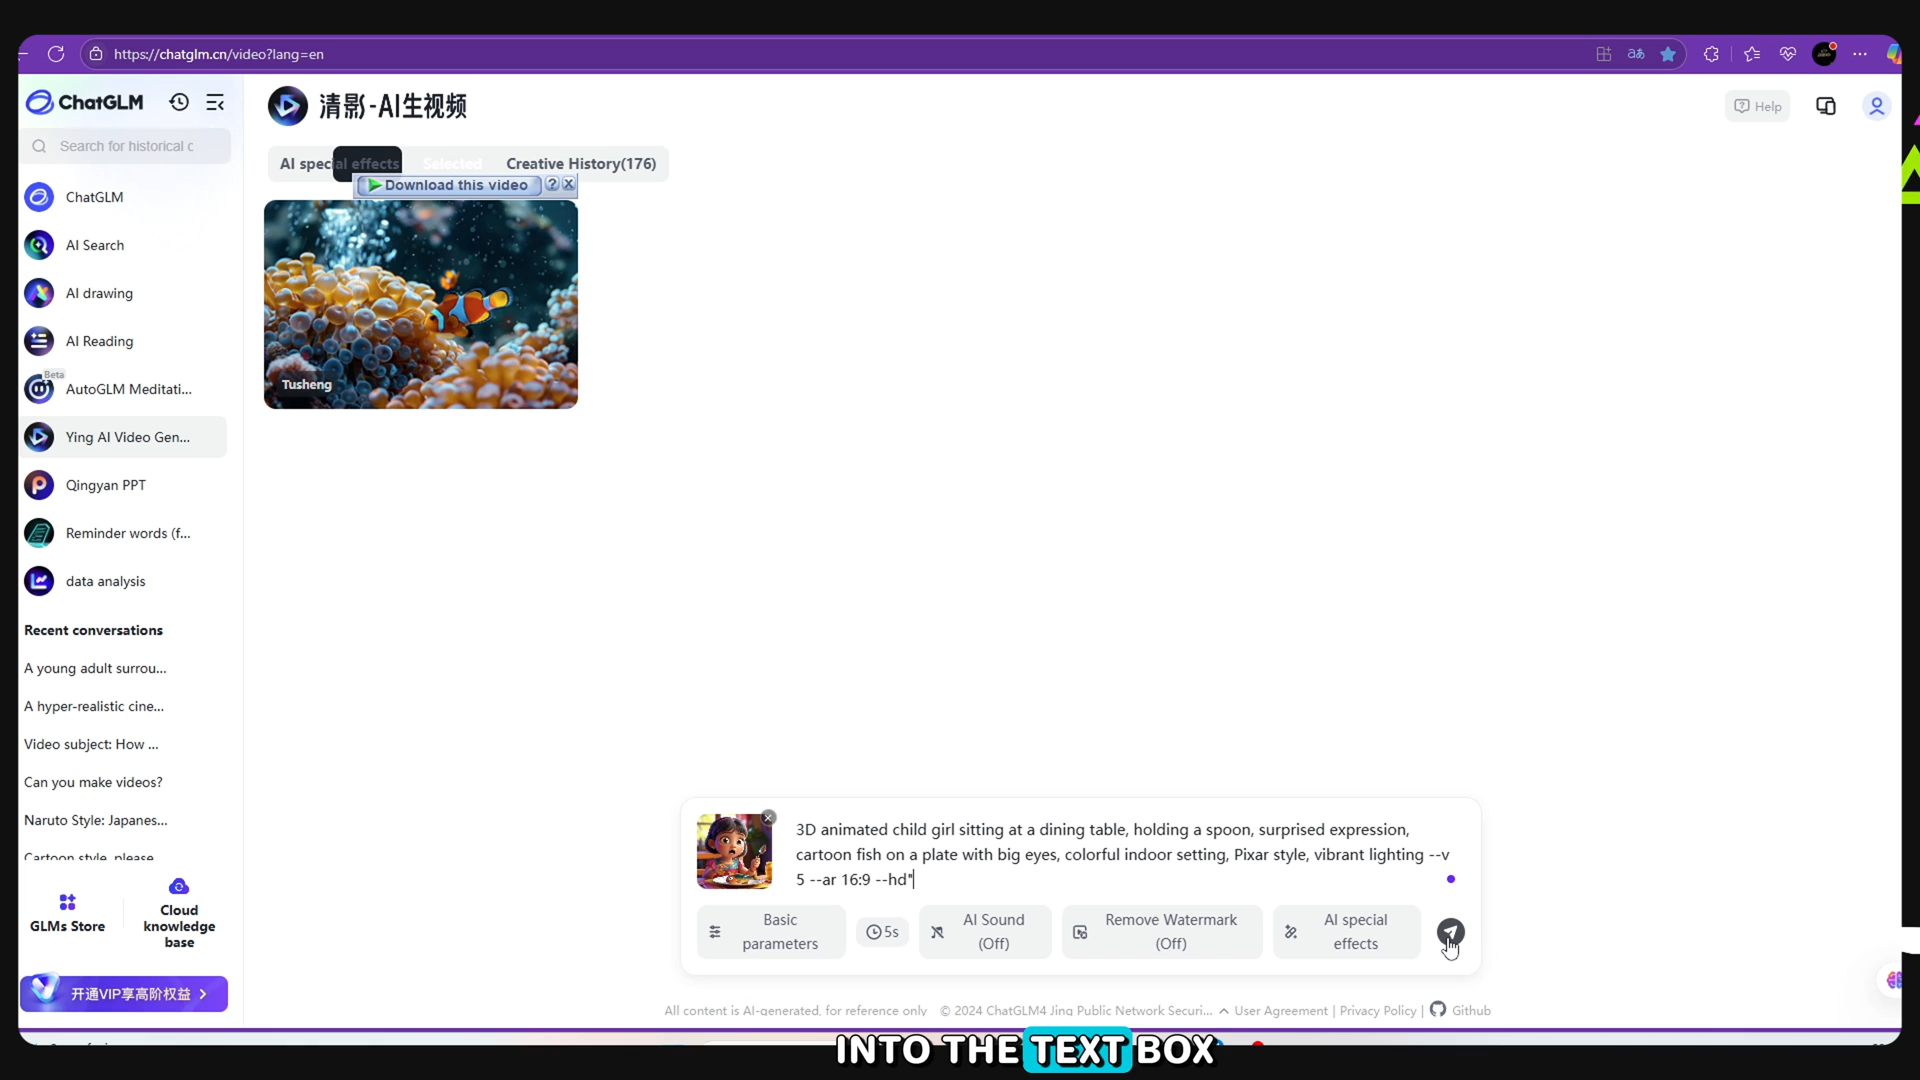 https://chatglm.cn/video?lang=en
ChatGLM
Search for historical c
ChatGLM
AI Search
AI drawing
AI Reading
Beta
AutoGLM Meditati...
Ying AI Video Gen...
Qingyan PPT
Reminder words (f...
data analysis
Recent conversations
A young adult surrou...
A hyper-realistic cine...
Video subject: How ...
Can you make videos?
Naruto Style: Japanes...
Cartoon style, please
GLMs Store
Cloud knowledge base
开通VIP享高阶权益
清影-AI生视频
Help
AI special effects
Selected
Creative History(176)
Download this video
Tusheng
3D animated child girl sitting at a dining table, holding a spoon, surprised expression,
cartoon fish on a plate with big eyes, colorful indoor setting, Pixar style, vibrant lighting --v
5 --ar 16:9 --hd"
Basic parameters
5s
AI Sound (Off)
Remove Watermark (Off)
AI special effects
All content is AI-generated, for reference only © 2024 ChatGLM4 Jing Public Network Securi... User Agreement | Privacy Policy | Github
INTO THE TEXT BOX